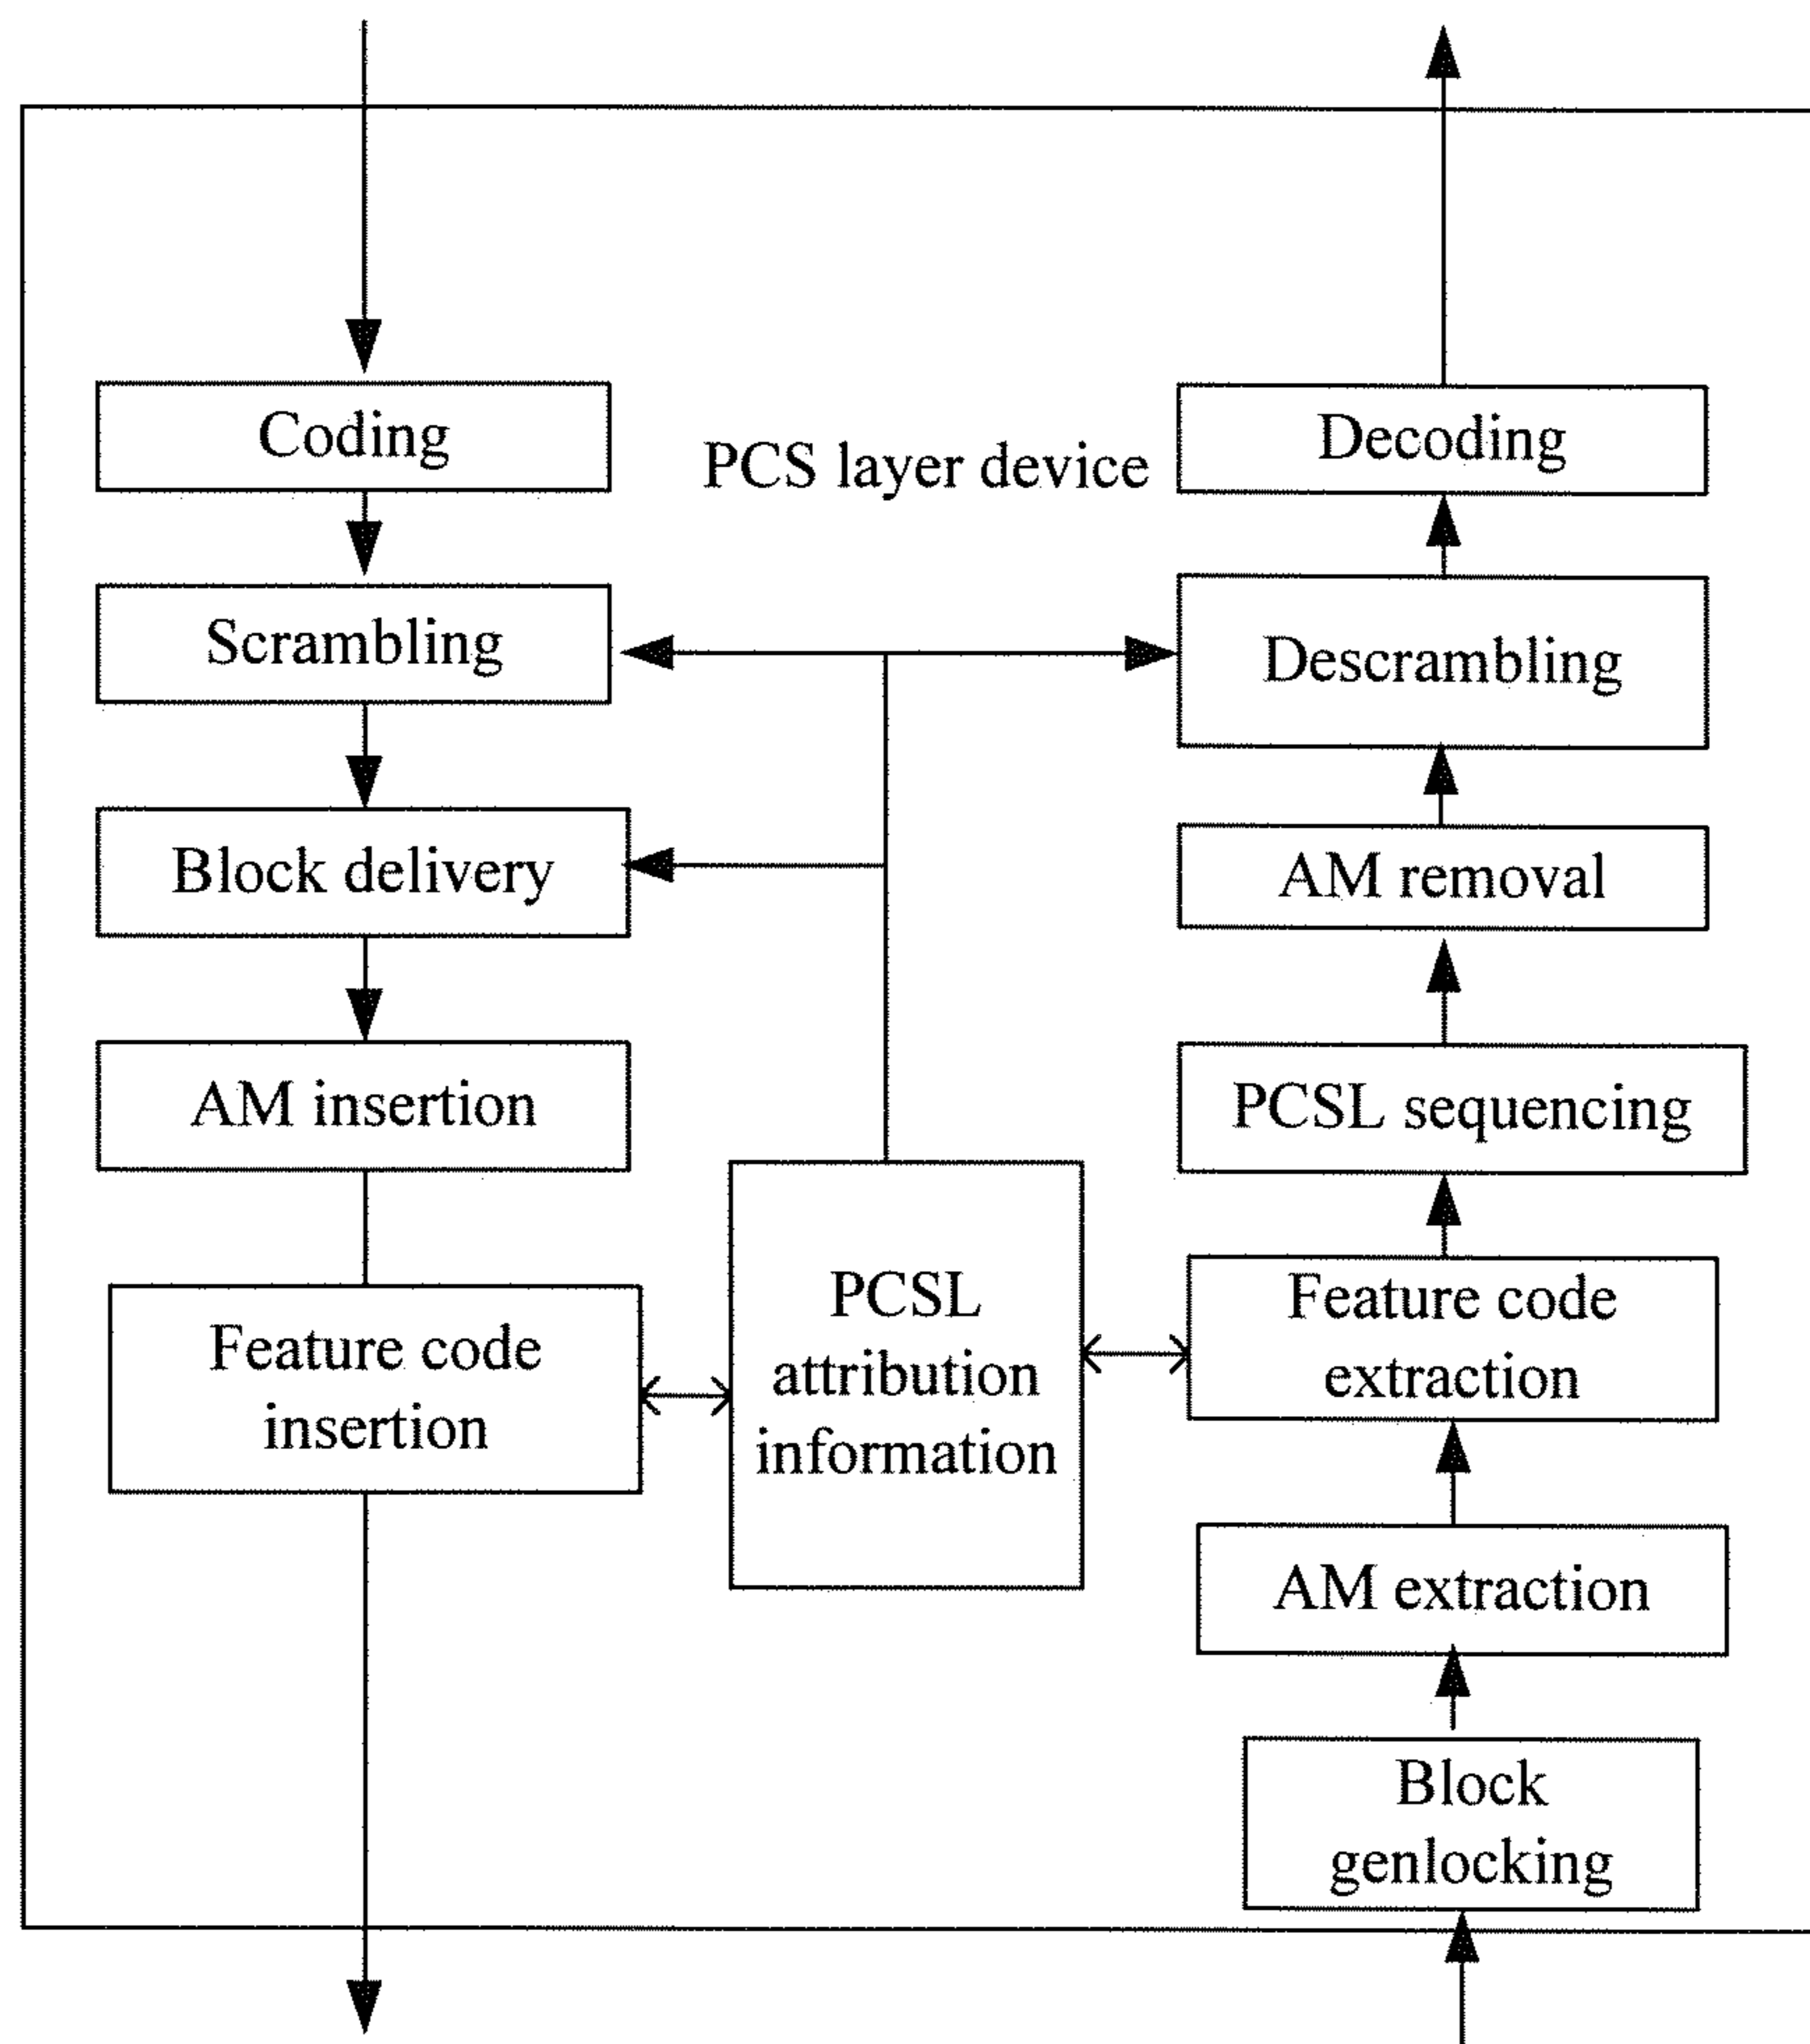 Coding
PCS layer device
Decoding
Scrambling
Descrambling
Block delivery
AM removal
AM insertion
PCSL sequencing
Feature code
insertion
PCSL
attribution
information
Feature code
extraction
AM extraction
Block
genlocking